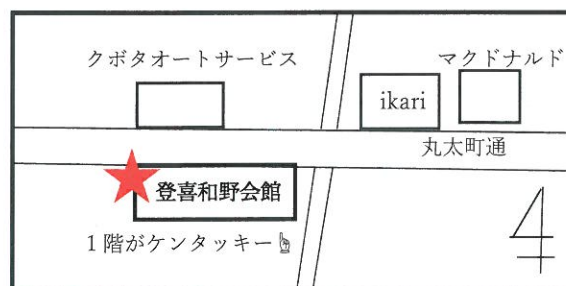 クボタオートサービス
マクドナルド
ikari
丸太町通
登喜和野会館
1階がケンタッキー☝